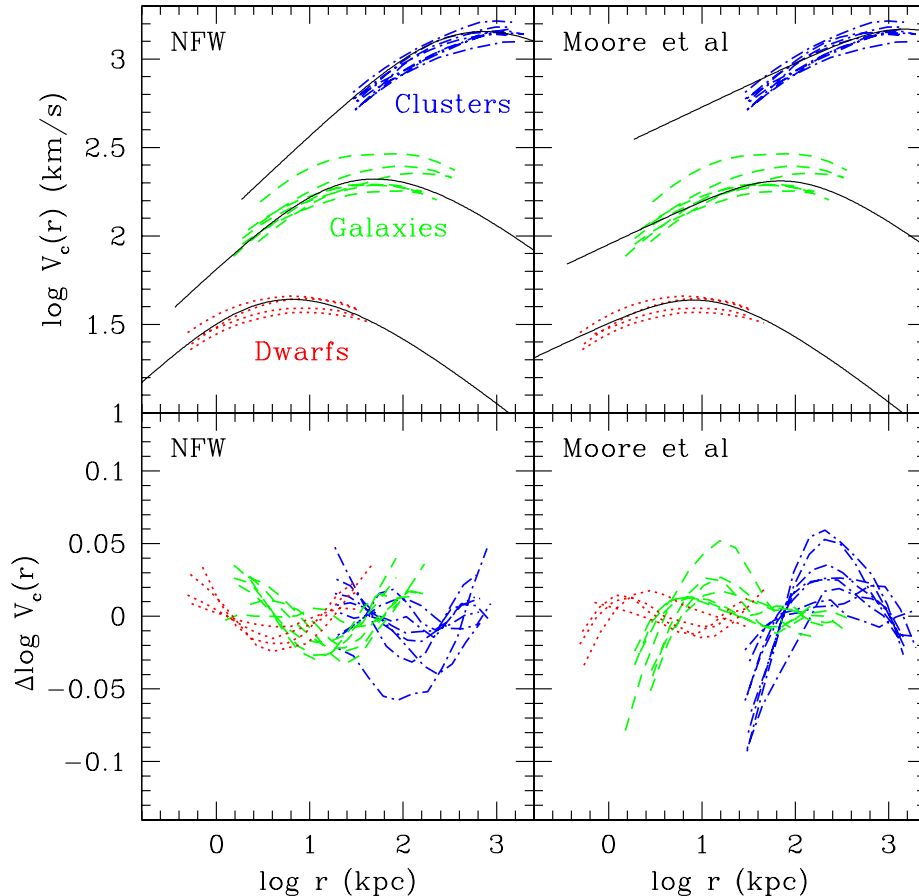 NFW
Moore et al
3
Clusters
2.5
Galaxies
2
1.5
Dwarfs
1
log V_c(r) (km/s)
NFW
Moore et al
0.1
0.05
0
−0.05
−0.1
Δlog V_c(r)
0 1 2 3
0 1 2 3
log r (kpc)
log r (kpc)